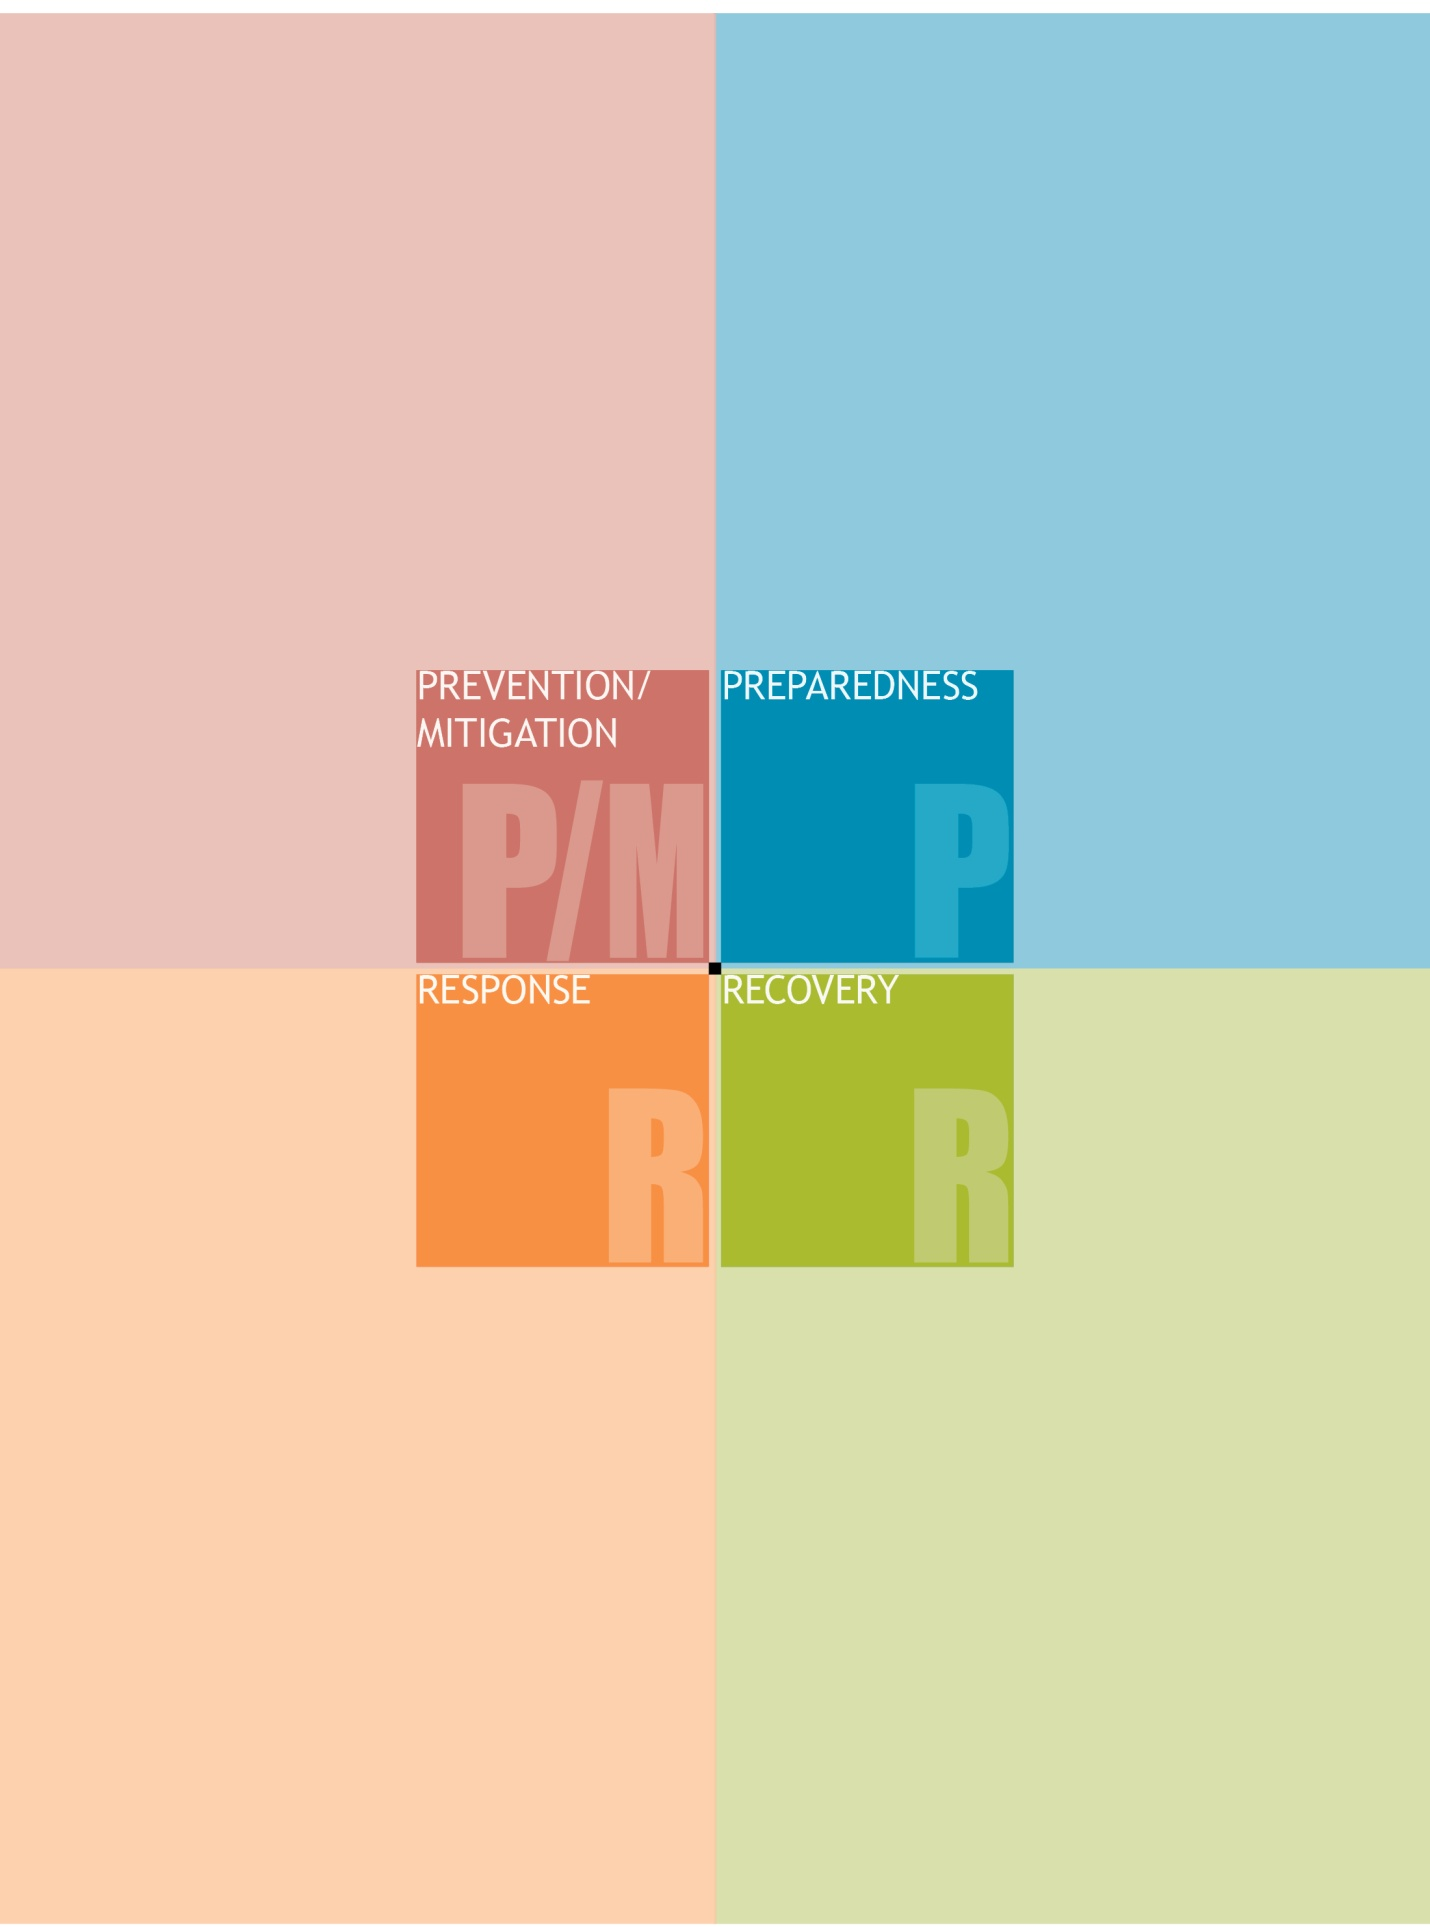 PREVENTION/
MITIGATION
P/M
PREPAREDNESS
P
RESPONSE
R
RECOVERY
R